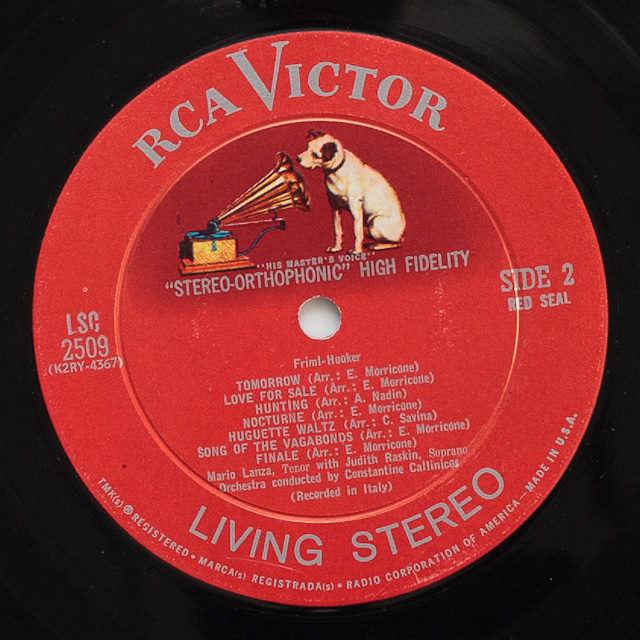 RCA VICTOR
"HIS MASTER'S VOICE"
"STEREO-ORTHOPHONIC" HIGH FIDELITY
SIDE 2
RED SEAL
LSC
2509
(K2RY-4367)
Friml-Hooker
TOMORROW (Arr.: E. Morricone)
LOVE FOR SALE (Arr.: E. Morricone)
HUNTING (Arr.: A. Nadin)
NOCTURNE (Arr.: E. Morricone)
HUGUETTE WALTZ (Arr.: C. Savina)
SONG OF THE VAGABONDS (Arr.: E. Morricone)
FINALE (Arr.: E. Morricone)
Mario Lanza, Tenor with Judith Raskin, Soprano
Orchestra conducted by Constantine Callinicos
(Recorded in Italy)
LIVING STEREO
TMK(s) ® REGISTERED • MARCA(s) REGISTRADA(s) • RADIO CORPORATION OF AMERICA—MADE IN U.S.A.